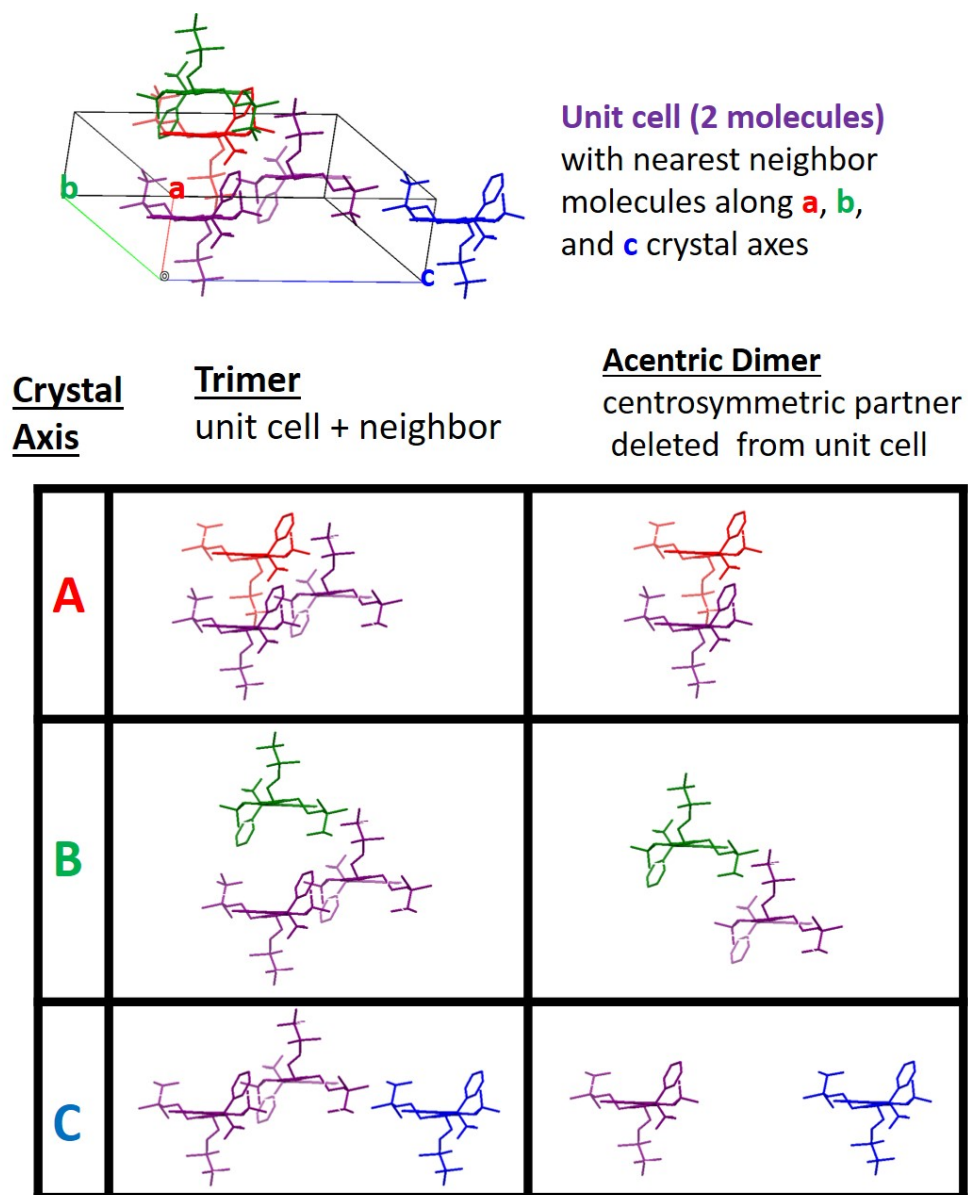 Unit cell (2 molecules)
with nearest neighbor
molecules along a, b,
and c crystal axes
b
a
o
c
Crystal
Axis
Trimer
unit cell + neighbor
Acentric Dimer
centrosymmetric partner
deleted from unit cell
A
B
C